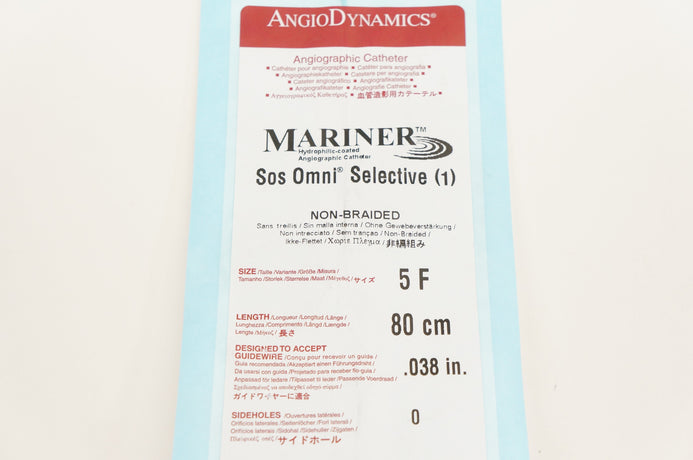 ANGIODYNAMICS®
Angiographic Catheter
▪ Cathéter pour angiographie ▪ Catéter para angiografía ▪
▪ Angiographiekatheter ▪ Catetere per angiografia ▪
▪ Cateter angiográfico ▪ Angiografikateter ▪
▪ Angiografikateter ▪ Angiografie Catheter ▪
▪ Αγγειογραφικός Καθετήρας ▪ 血管造影用カテーテル ▪
MARINER™
Hydrophilic-coated
Angiographic Catheter
Sos Omni® Selective (1)
NON-BRAIDED
Sans treillis / Sin malla interna / Ohne Gewebeverstärkung /
Non intrecciato / Sem trançao / Non-Braided /
Ikke-Flettet / Χωρίς Πλέγμα / 非編組み
SIZE /Taille /Variante /Größe /Misura /
Tamanho /Storlek /Størrelse /Maat /Μέγεθος /サイズ
5 F
LENGTH /Longueur /Longitud /Länge /
Lunghezza /Comprimento /Längd /Længde /
Lengte /Μήκος / 長さ
80 cm
DESIGNED TO ACCEPT
GUIDEWIRE /Conçu pour recevoir un guide /
Guía recomendada /Akzeptiert einen Führungsdraht /
Da usarsi con guida /Projetado para receber fio-guia /
Anpassad för ledare /Tilpasset til leder /Passende Voerdraad /
Σχεδιασμένος να υποδεχθεί οδηγό σύρμα /
ガイドワイヤーに適合
.038 in.
SIDEHOLES /Ouvertures latérales /
Orificios laterales /Seitenlöcher /Fori laterali /
Orifícios laterais /Sidohål /Sidehuller /Zijgaten /
Πλευρικές οπές / サイドホール
0